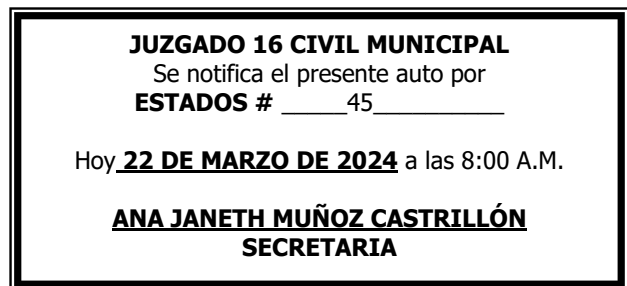 JUZGADO 16 CIVIL MUNICIPAL
Se notifica el presente auto por
ESTADOS # _____45__________
Hoy 22 DE MARZO DE 2024 a las 8:00 A.M.
ANA JANETH MUÑOZ CASTRILLÓN
SECRETARIA